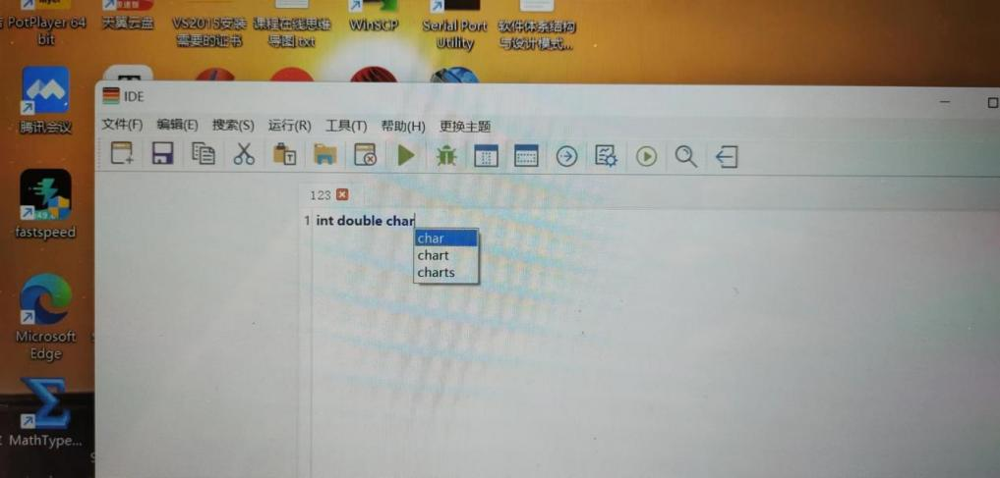 PotPlayer 64
bit
天翼云盘
VS2015安装
需要的证书
课程在线思维
导图.txt
WinSCP
Serial Port
Utility
软件体系结构
与设计模式...
腾讯会议
fastspeed
Microsoft
Edge
MathType...
IDE
文件(F) 编辑(E) 搜索(S) 运行(R) 工具(T) 帮助(H) 更换主题
123
1 int double char
char
chart
charts